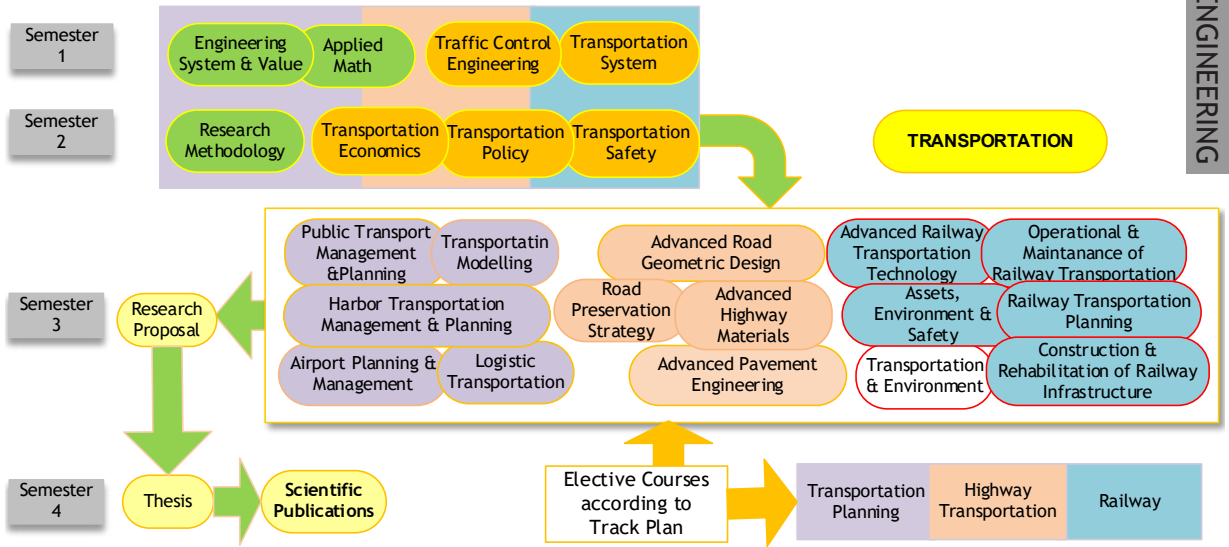 Semester
1
Engineering
System & Value
Applied
Math
Traffic Control
Engineering
Transportation
System
ENGINEERING
Semester
2
Research
Methodology
Transportation
Economics
Transportation
Policy
Transportation
Safety
TRANSPORTATION
Semester
3
Research
Proposal
Public Transport
Management
&Planning
Transportatin
Modelling
Harbor Transportation
Management & Planning
Airport Planning &
Management
Logistic
Transportation
Advanced Road
Geometric Design
Road
Preservation
Strategy
Advanced
Highway
Materials
Advanced Pavement
Engineering
Advanced Railway
Transportation
Technology
Operational &
Maintanance of
Railway Transportation
Assets,
Environment &
Safety
Railway Transportation
Planning
Transportation
& Environment
Construction &
Rehabilitation of Railway
Infrastructure
Semester
4
Thesis
Scientific
Publications
Elective Courses
according to
Track Plan
Transportation
Planning
Highway
Transportation
Railway